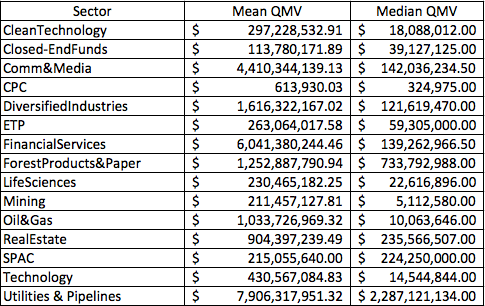 Sector Mean QMV Median QMV
CleanTechnology $ 297,228,532.91 $ 18,088,012.00
Closed-EndFunds $ 113,780,171.89 $ 39,127,125.00
Comm&Media $ 4,410,344,139.13 $ 142,036,234.50
CPC $ 613,930.03 $ 324,975.00
DiversifiedIndustries $ 1,616,322,167.02 $ 121,619,470.00
ETP $ 263,064,017.58 $ 59,305,000.00
FinancialServices $ 6,041,380,244.46 $ 139,262,966.50
ForestProducts&Paper $ 1,252,887,790.94 $ 733,792,988.00
LifeSciences $ 230,465,182.25 $ 22,616,896.00
Mining $ 211,457,127.81 $ 5,112,580.00
Oil&Gas $ 1,033,726,969.32 $ 10,063,646.00
RealEstate $ 904,397,239.49 $ 235,566,507.00
SPAC $ 215,055,640.00 $ 224,250,000.00
Technology $ 430,567,084.83 $ 14,544,844.00
Utilities & Pipelines $ 7,906,317,951.32 $ 2,287,121,134.00